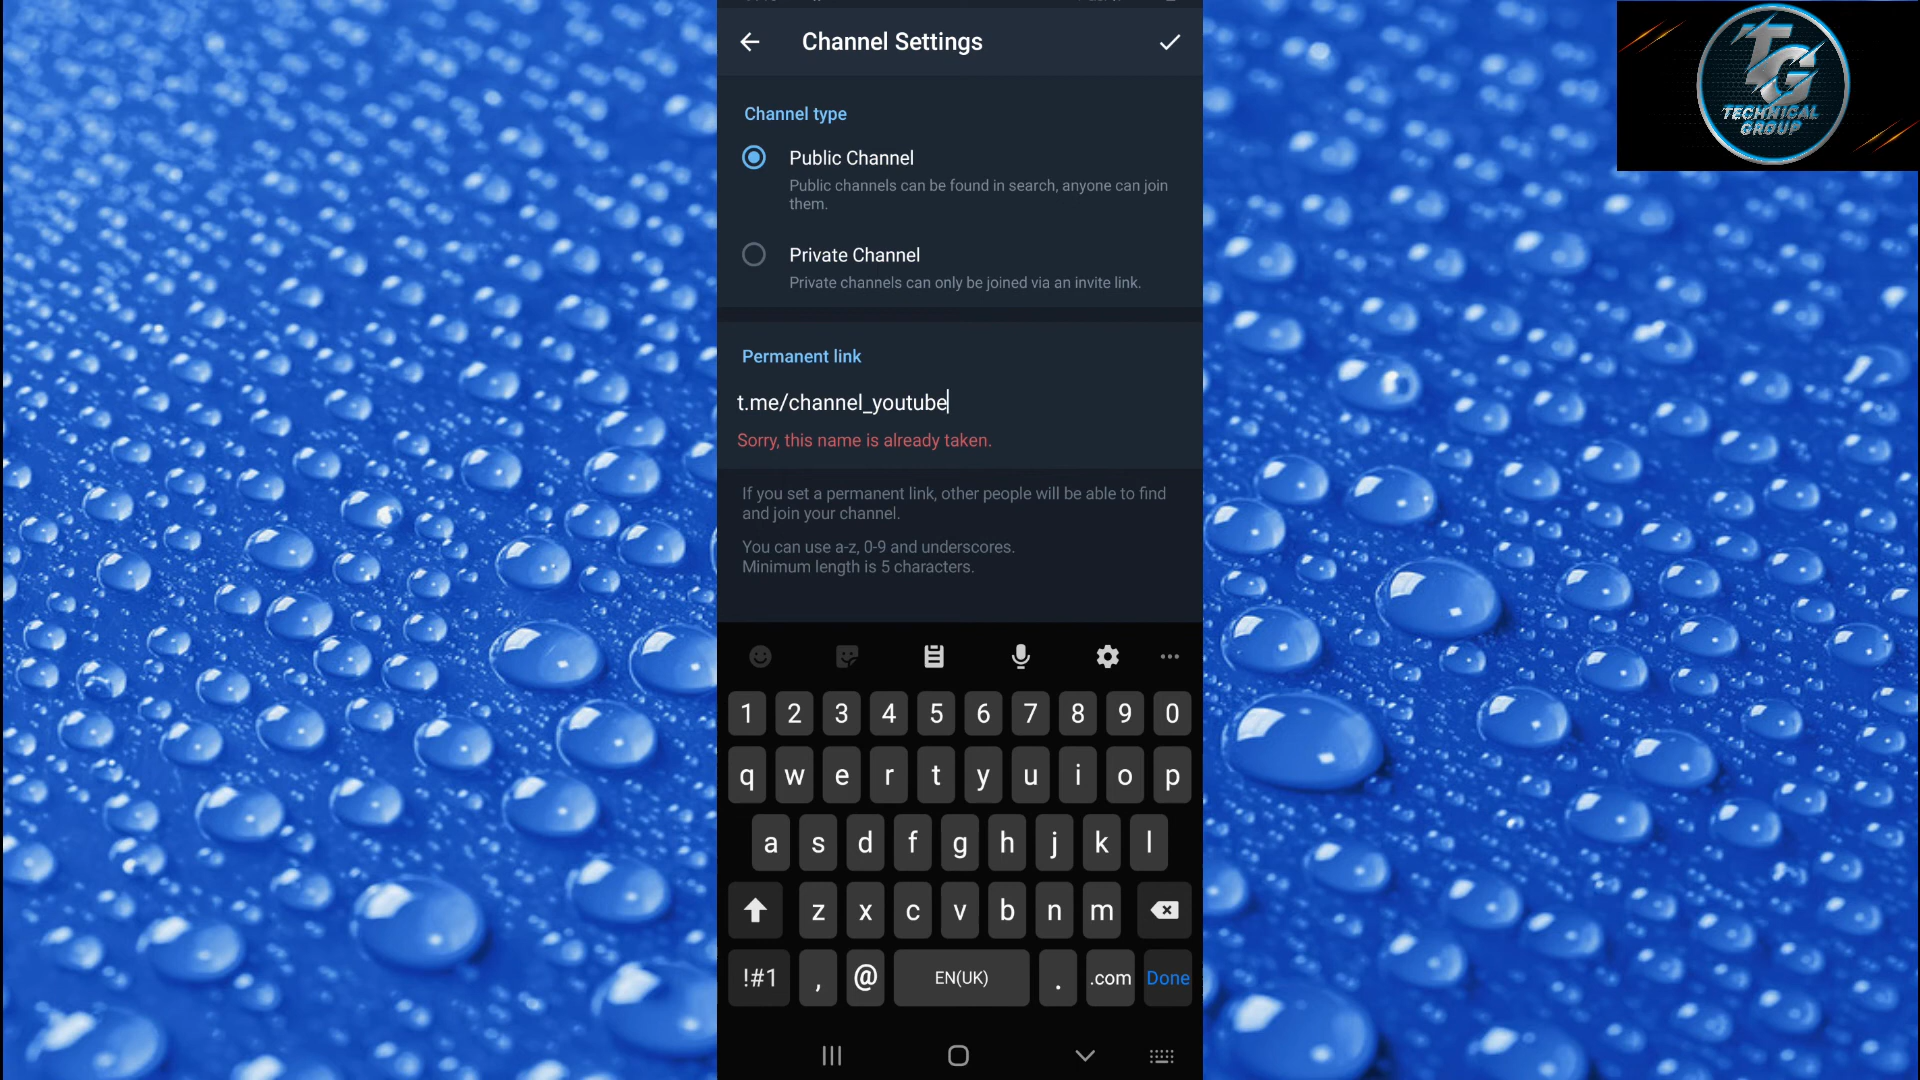 Channel Settings
Channel type
Public Channel
Public channels can be found in search, anyone can join
them.
Private Channel
Private channels can only be joined via an invite link.
Permanent link
t.me/channel_youtube
Sorry, this name is already taken.
If you set a permanent link, other people will be able to find
and join your channel.
You can use a-z, 0-9 and underscores.
Minimum length is 5 characters.
1 2 3 4 5 6 7 8 9 0
q w e r t y u i o p
a s d f g h j k l
z x c v b n m
!#1 , @ EN(UK) . .com Done
TG
TECHNICAL
GROUP